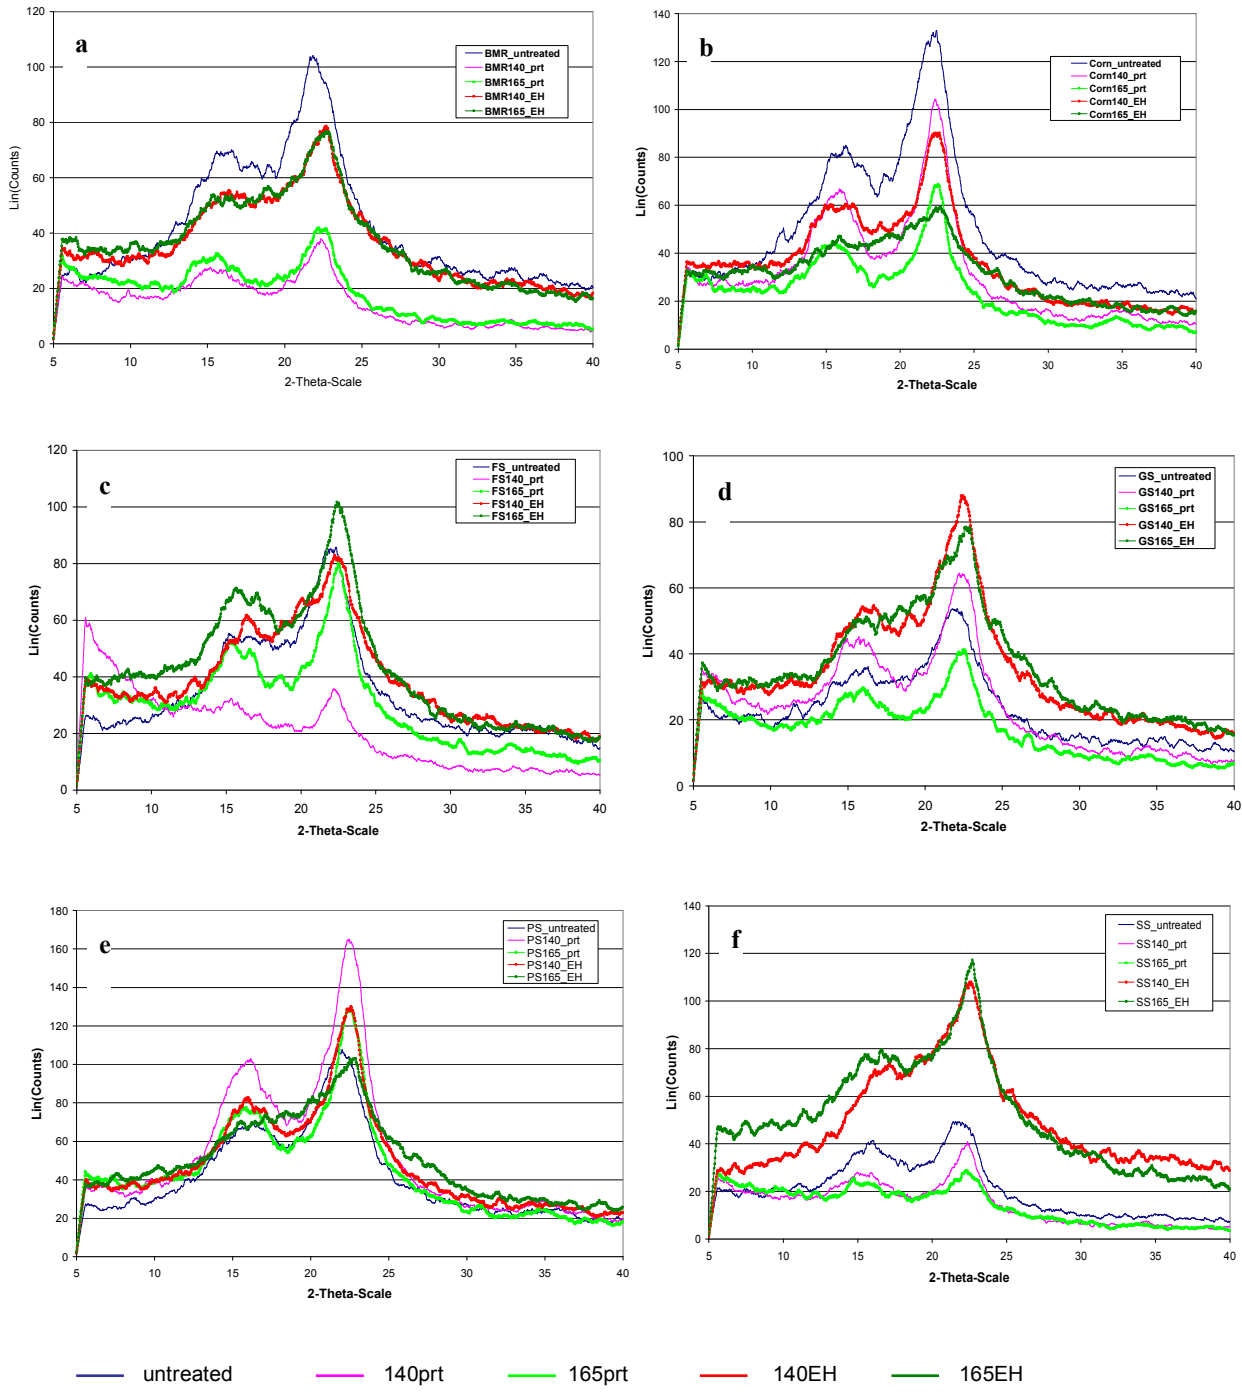 a
120
100
80
60
40
20
0
Lin(Counts)
5 10 15 20 25 30 35 40
2-Theta-Scale
BMR_untreated
BMR140_prt
BMR165_prt
BMR140_EH
BMR165_EH
b
140
120
100
80
60
40
20
0
Lin(Counts)
5 10 15 20 25 30 35 40
2-Theta-Scale
Corn_untreated
Corn140_prt
Corn165_prt
Corn140_EH
Corn165_EH
c
120
100
80
60
40
20
0
Lin(Counts)
5 10 15 20 25 30 35 40
2-Theta-Scale
FS_untreated
FS140_prt
FS165_prt
FS140_EH
FS165_EH
d
100
80
60
40
20
0
Lin(Counts)
5 10 15 20 25 30 35 40
2-Theta-Scale
GS_untreated
GS140_prt
GS165_prt
GS140_EH
GS165_EH
e
180
160
140
120
100
80
60
40
20
0
Lin(Counts)
5 10 15 20 25 30 35 40
2-Theta-Scale
PS_untreated
PS140_prt
PS165_prt
PS140_EH
PS165_EH
f
140
120
100
80
60
40
20
0
Lin(Counts)
5 10 15 20 25 30 35 40
2-Theta-Scale
SS_untreated
SS140_prt
SS165_prt
SS140_EH
SS165_EH
untreated 140prt 165prt 140EH 165EH